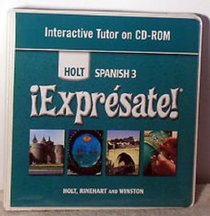 Interactive Tutor on CD-ROM
HOLT SPANISH 3
¡Exprésate!
HOLT, RINEHART AND WINSTON